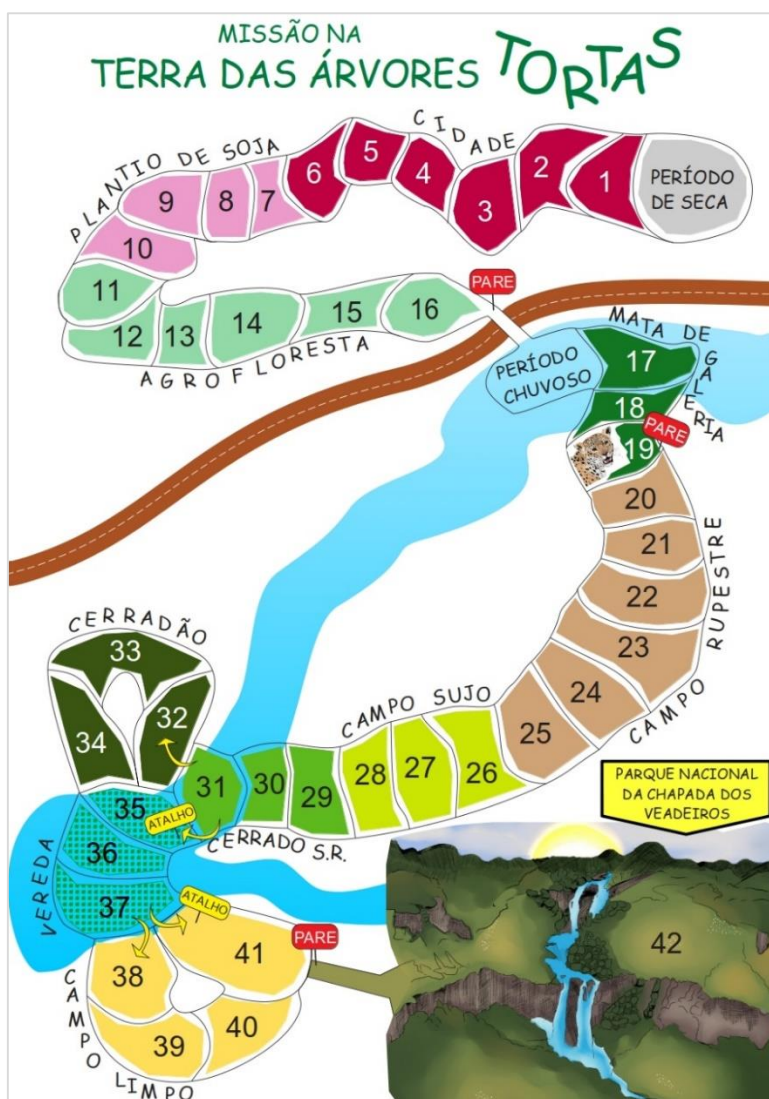 MISSÃO NA
TERRA DAS ÁRVORES TORTAS
CIDADE
PLANTIO DE SOJA
6
5
4
3
2
1
PERÍODO
DE SECA
9
8
7
10
11
12
13
14
15
16
AGROFLORESTA
PARE
PERÍODO
CHUVOSO
MATA DE GALERIA
17
18
PARE
19
20
21
22
23
24
25
CAMPO RUPESTRE
CAMPO SUJO
26
27
28
29
30
31
CERRADO S.R.
CERRADÃO
33
32
34
35
ATALHO
36
37
VEREDA
ATALHO
38
41
PARE
39
40
CAMPO LIMPO
PARQUE NACIONAL
DA CHAPADA DOS
VEADEIROS
42